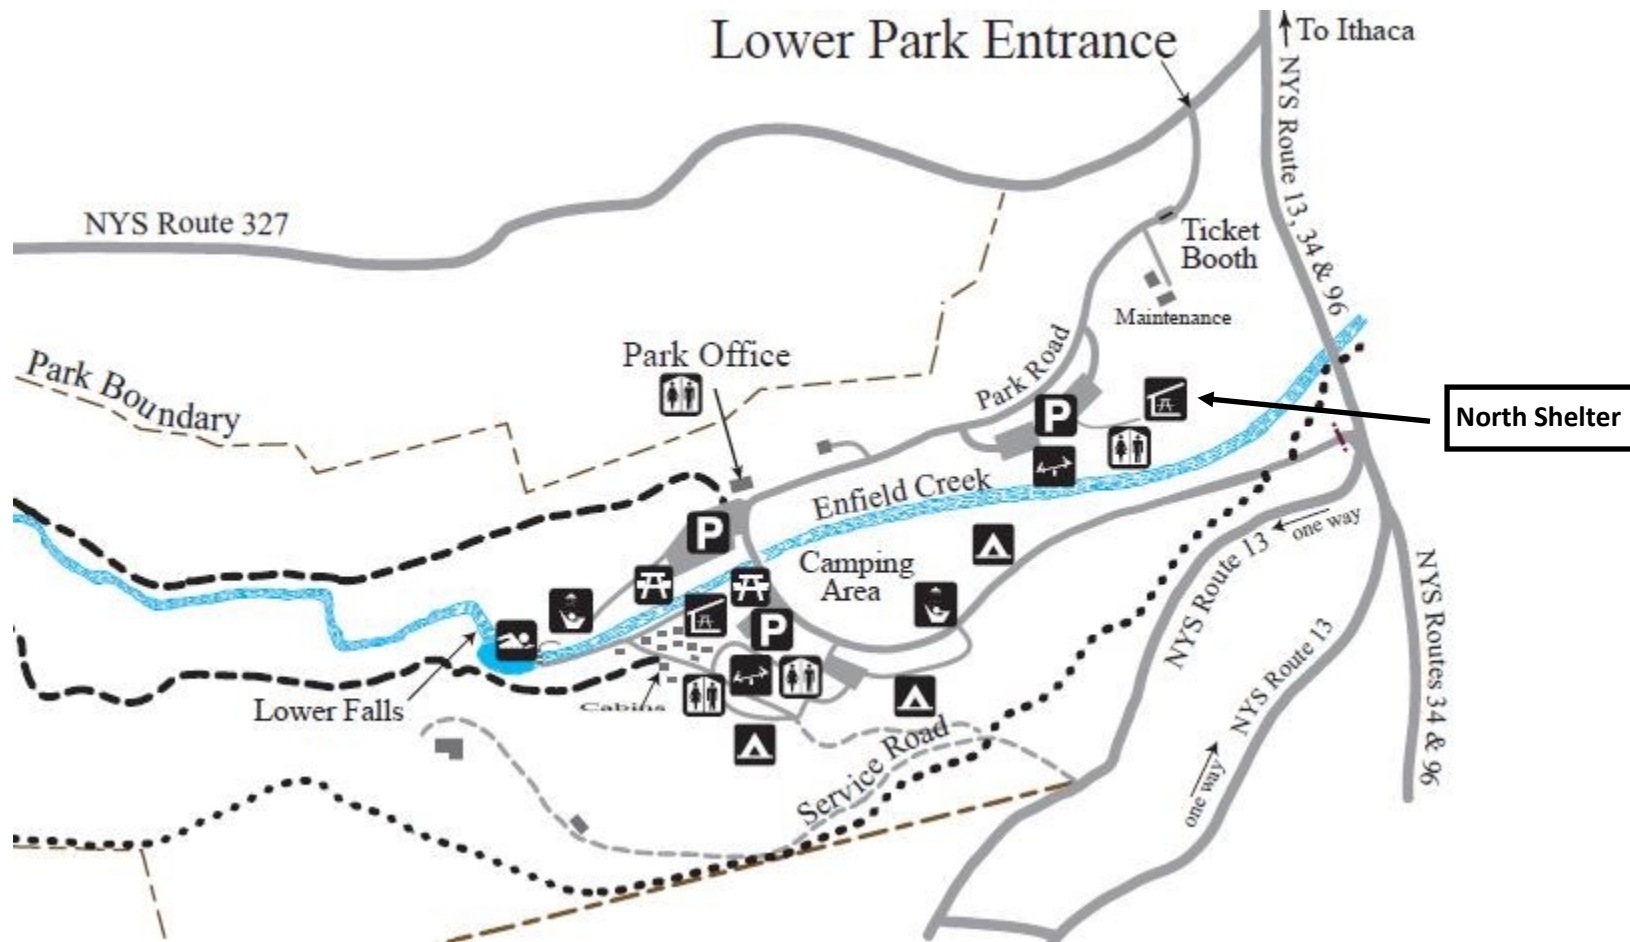 Lower Park Entrance
To Ithaca
NYS Route 13, 34 & 96
NYS Route 327
Ticket
Booth
Maintenance
Park Road
Park Office
Park Boundary
P
North Shelter
Enfield Creek
one way
NYS Route 13
P
Camping
Area
P
NYS Routes 34 & 96
NYS Route 13
one way
Lower Falls
Cabins
Service Road